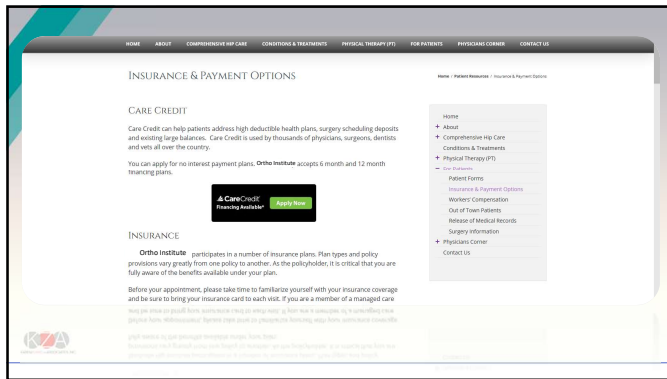 HOME ABOUT COMPREHENSIVE HIP CARE CONDITIONS & TREATMENTS PHYSICAL THERAPY (PT) FOR PATIENTS PHYSICIANS CORNER CONTACT US
INSURANCE & PAYMENT OPTIONS
Home / Patient Resources / Insurance & Payment Options
CARE CREDIT
Care Credit can help patients address high deductible health plans, surgery scheduling deposits
and existing large balances. Care Credit is used by thousands of physicians, surgeons, dentists
and vets all over the country.
You can apply for no interest payment plans. Ortho Institute accepts 6 month and 12 month
financing plans.
CareCredit
Financing Available*
Apply Now
INSURANCE
Ortho Institute participates in a number of insurance plans. Plan types and policy
provisions vary greatly from one policy to another. As the policyholder, it is critical that you are
fully aware of the benefits available under your plan.
Before your appointment, please take time to familiarize yourself with your insurance coverage
and be sure to bring your insurance card to each visit. If you are a member of a managed care
Home
+ About
+ Comprehensive Hip Care
Conditions & Treatments
+ Physical Therapy (PT)
− For Patients
Patient Forms
Insurance & Payment Options
Workers' Compensation
Out of Town Patients
Release of Medical Records
Surgery Information
+ Physicians Corner
Contact Us
KZA